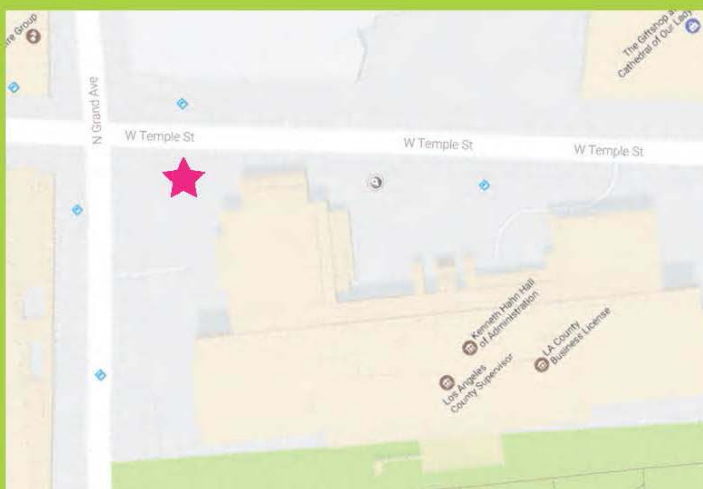 ire Group
The Giftshop a
Cathedral of Our Lady
N Grand Ave
W Temple St
W Temple St
W Temple St
Kenneth Hahn Hall
of Administration
LA County
Business License
Los Angeles
County Supervisor